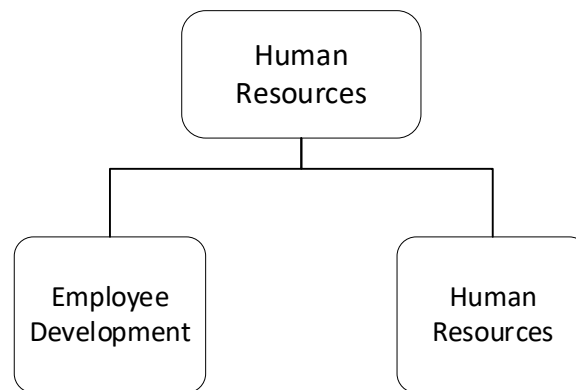 Human
Resources
Employee
Development
Human
Resources